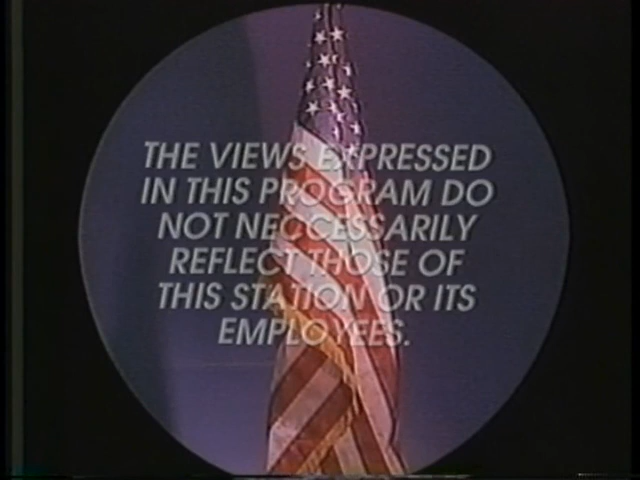 THE VIEWS EXPRESSED
IN THIS PROGRAM DO
NOT NECCESSARILY
REFLECT THOSE OF
THIS STATION OR ITS
EMPLOYEES.